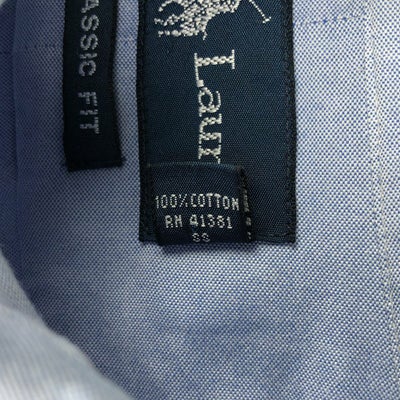 ASSIC FIT
Laur
100% COTTON
RN 41381
SS